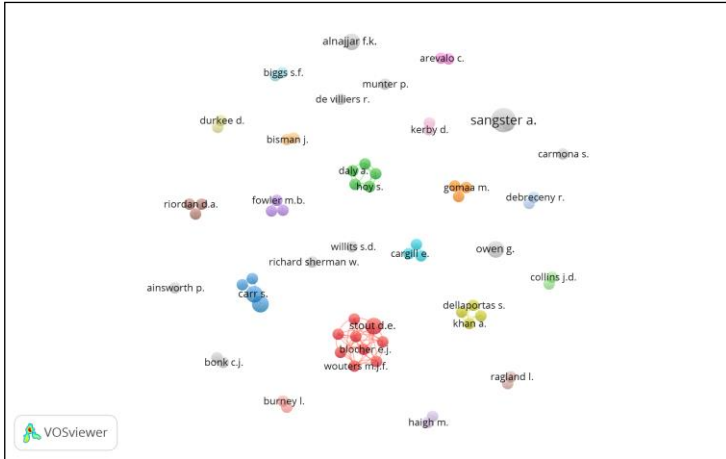 alnajjar f.k.
arevalo c.
biggs s.f.
munter p.
de villiers r.
durkee d.
sangster a.
kerby d.
bisman j.
carmona s.
daly a.
hoy s.
gomaa m.
debreceny r.
riordan d.a.
fowler m.b.
willits s.d.
owen g.
cargill e.
richard sherman w.
collins j.d.
ainsworth p.
carr s.
dellaportas s.
khan a.
stout d.e.
blocher e.j.
wouters m.j.f.
bonk c.j.
ragland l.
burney l.
haigh m.
VOSviewer